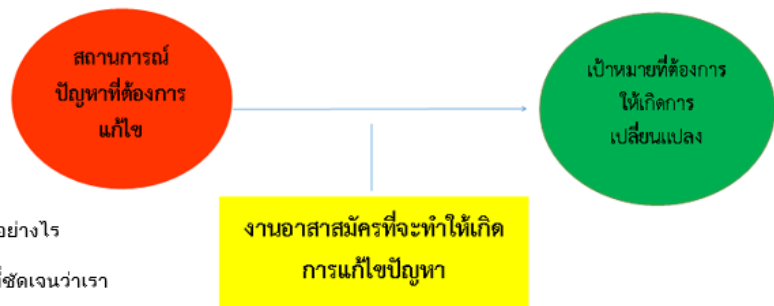 สถานการณ์
ปัญหาที่ต้องการ
แก้ไข
เป้าหมายที่ต้องการ
ให้เกิดการ
เปลี่ยนแปลง
งานอาสาสมัครที่จะทำให้เกิด
การแก้ไขปัญหา
อย่างไร
ที่ชัดเจนว่าเรา